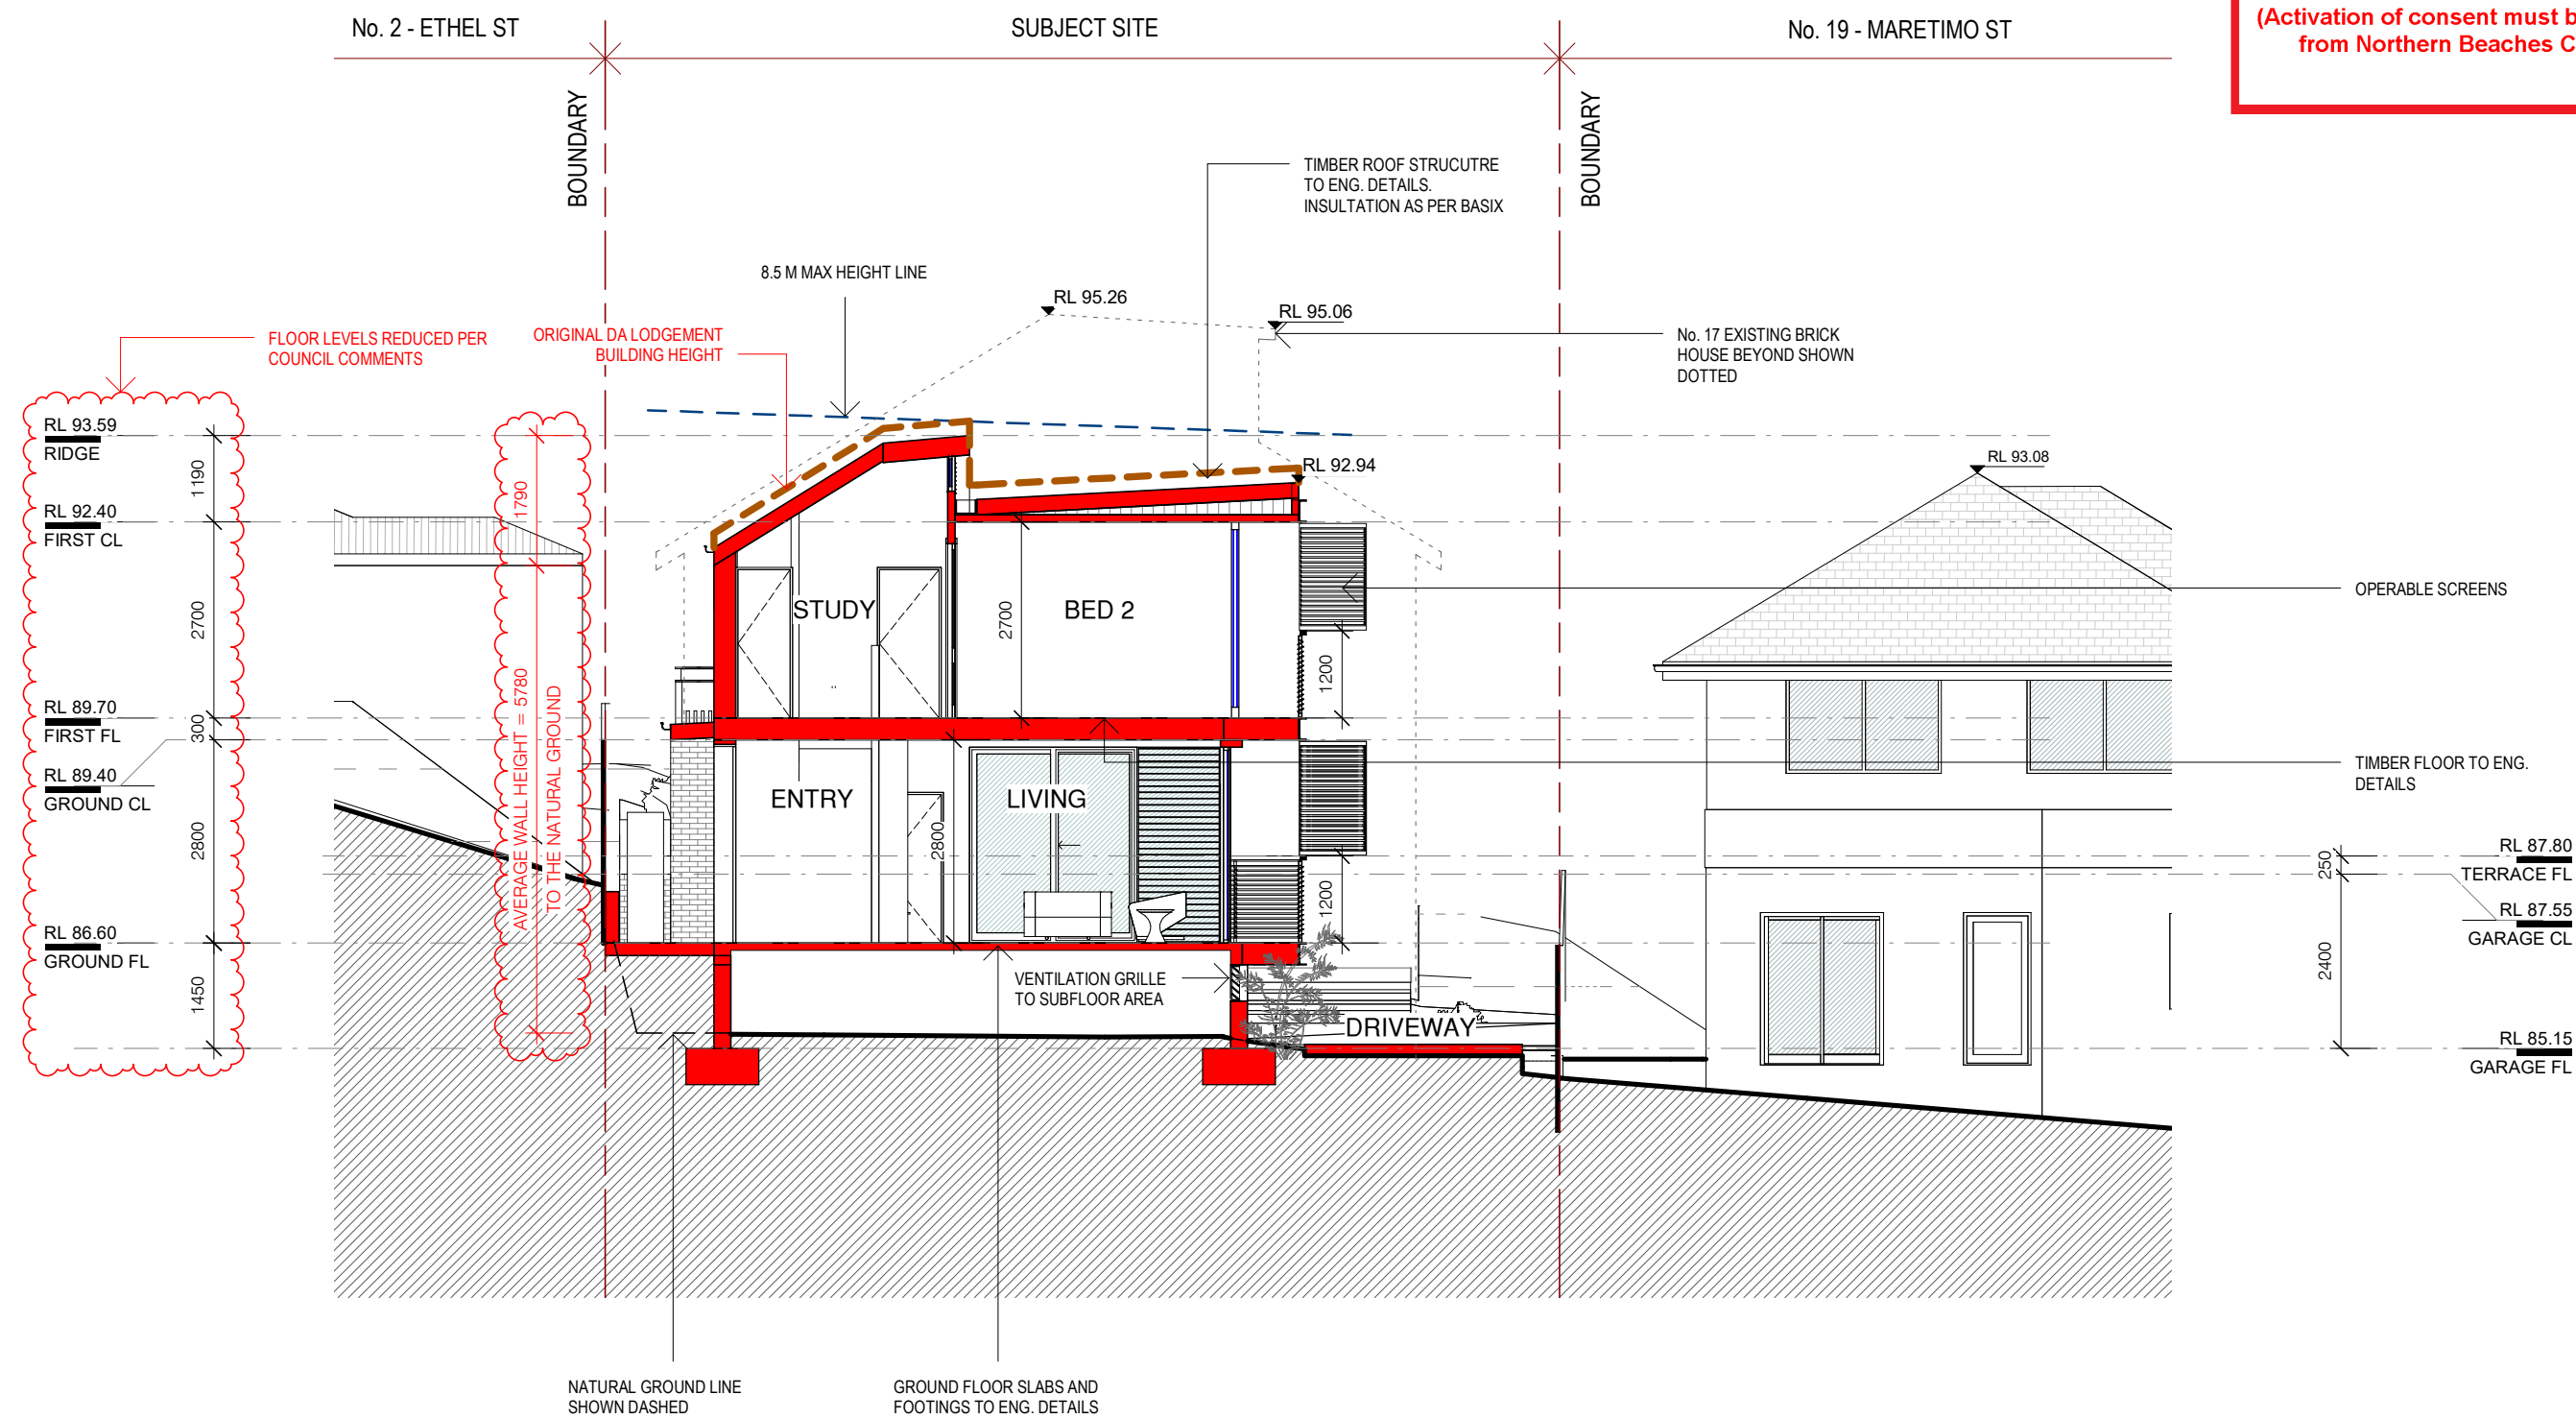 No. 2 - ETHEL ST
SUBJECT SITE
No. 19 - MARETIMO ST
(Activation of consent must b
from Northern Beaches C
BOUNDARY
BOUNDARY
TIMBER ROOF STRUCUTRE
TO ENG. DETAILS.
INSULTATION AS PER BASIX
8.5 M MAX HEIGHT LINE
RL 95.26
RL 95.06
FLOOR LEVELS REDUCED PER
COUNCIL COMMENTS
ORIGINAL DA LODGEMENT
BUILDING HEIGHT
No. 17 EXISTING BRICK
HOUSE BEYOND SHOWN
DOTTED
RL 93.59
RIDGE
1190
RL 92.40
FIRST CL
2700
RL 89.70
FIRST FL
300
RL 89.40
GROUND CL
2800
RL 86.60
GROUND FL
1450
1790
AVERAGE WALL HEIGHT = 5780
TO THE NATURAL GROUND
RL 92.94
RL 93.08
STUDY
2700
BED 2
1200
OPERABLE SCREENS
ENTRY
2800
LIVING
1200
TIMBER FLOOR TO ENG.
DETAILS
RL 87.80
TERRACE FL
250
RL 87.55
GARAGE CL
2400
RL 85.15
GARAGE FL
VENTILATION GRILLE
TO SUBFLOOR AREA
DRIVEWAY
NATURAL GROUND LINE
SHOWN DASHED
GROUND FLOOR SLABS AND
FOOTINGS TO ENG. DETAILS